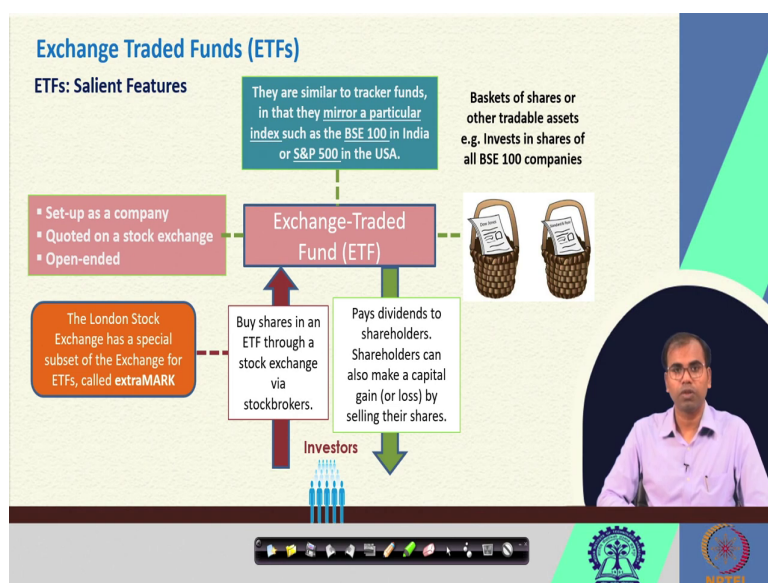 Exchange Traded Funds (ETFs)
ETFs: Salient Features
They are similar to tracker funds,
in that they mirror a particular
index such as the BSE 100 in India
or S&P 500 in the USA.
Baskets of shares or
other tradable assets
e.g. Invests in shares of
all BSE 100 companies
▪ Set-up as a company
▪ Quoted on a stock exchange
▪ Open-ended
Exchange-Traded
Fund (ETF)
The London Stock
Exchange has a special
subset of the Exchange for
ETFs, called extraMARK
Buy shares in an
ETF through a
stock exchange
via
stockbrokers.
Pays dividends to
shareholders.
Shareholders can
also make a capital
gain (or loss) by
selling their shares.
Investors
NPTEL